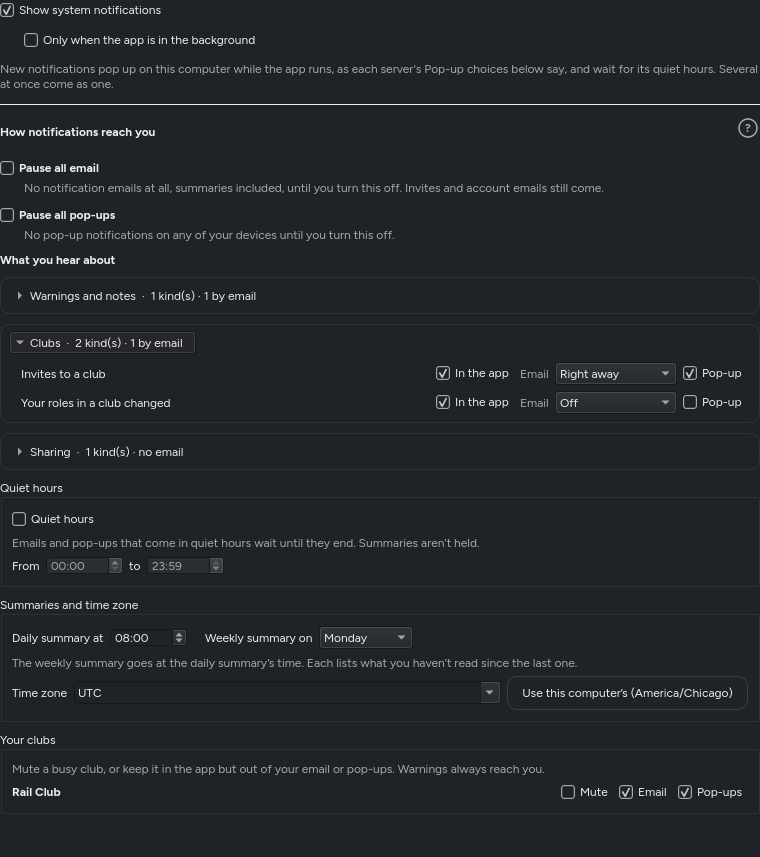 Show system notifications
Only when the app is in the background
New notifications pop up on this computer while the app runs, as each server's Pop-up choices below say, and wait for its quiet hours. Several
at once come as one.
How notifications reach you ?
Pause all email
No notification emails at all, summaries included, until you turn this off. Invites and account emails still come.
Pause all pop-ups
No pop-up notifications on any of your devices until you turn this off.
What you hear about
Warnings and notes · 1 kind(s) · 1 by email
Clubs · 2 kind(s) · 1 by email
Invites to a club In the app Email Right away Pop-up
Your roles in a club changed In the app Email Off Pop-up
Sharing · 1 kind(s) · no email
Quiet hours
Quiet hours
Emails and pop-ups that come in quiet hours wait until they end. Summaries aren't held.
From 00:00 to 23:59
Summaries and time zone
Daily summary at 08:00 Weekly summary on Monday
The weekly summary goes at the daily summary's time. Each lists what you haven't read since the last one.
Time zone UTC Use this computer's (America/Chicago)
Your clubs
Mute a busy club, or keep it in the app but out of your email or pop-ups. Warnings always reach you.
Rail Club Mute Email Pop-ups